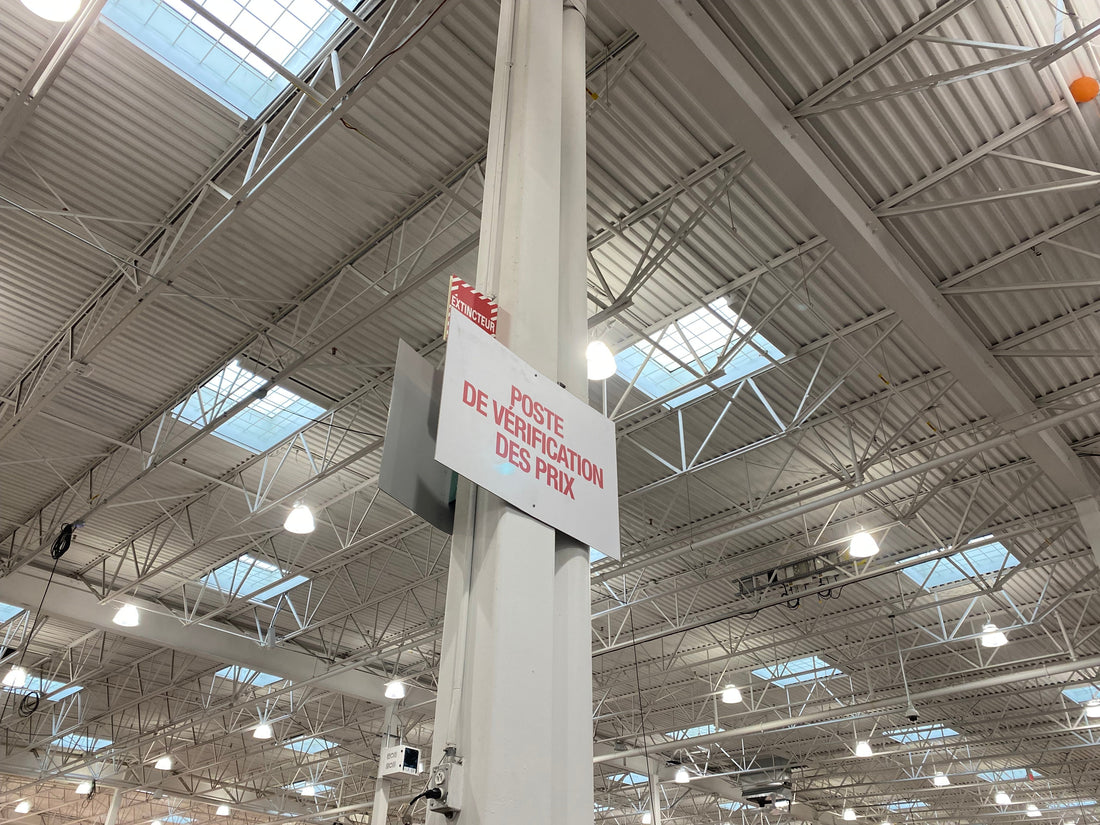 EXTINCTEUR
POSTE
DE VÉRIFICATION
DES PRIX